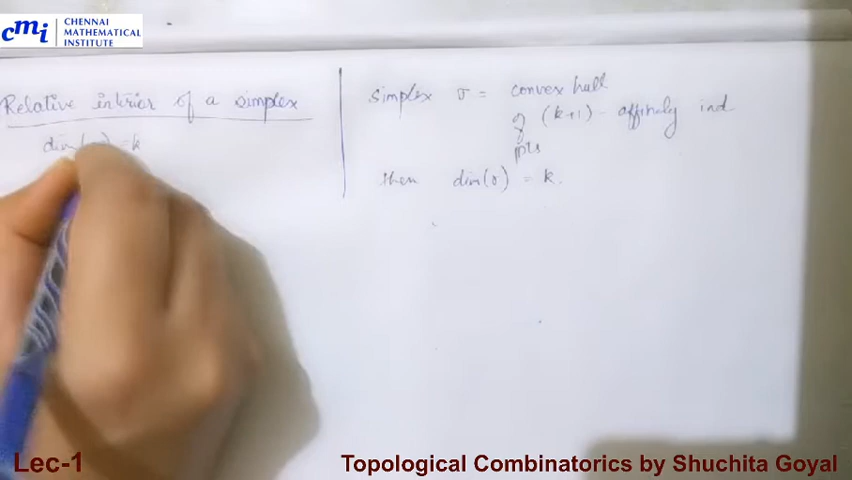 cmi CHENNAI
MATHEMATICAL
INSTITUTE
Relative interior of a simplex
dim( ) = k
simplex σ = convex hull
of (k+1) - affinely ind
pts
then dim(σ) = k.
Lec-1
Topological Combinatorics by Shuchita Goyal